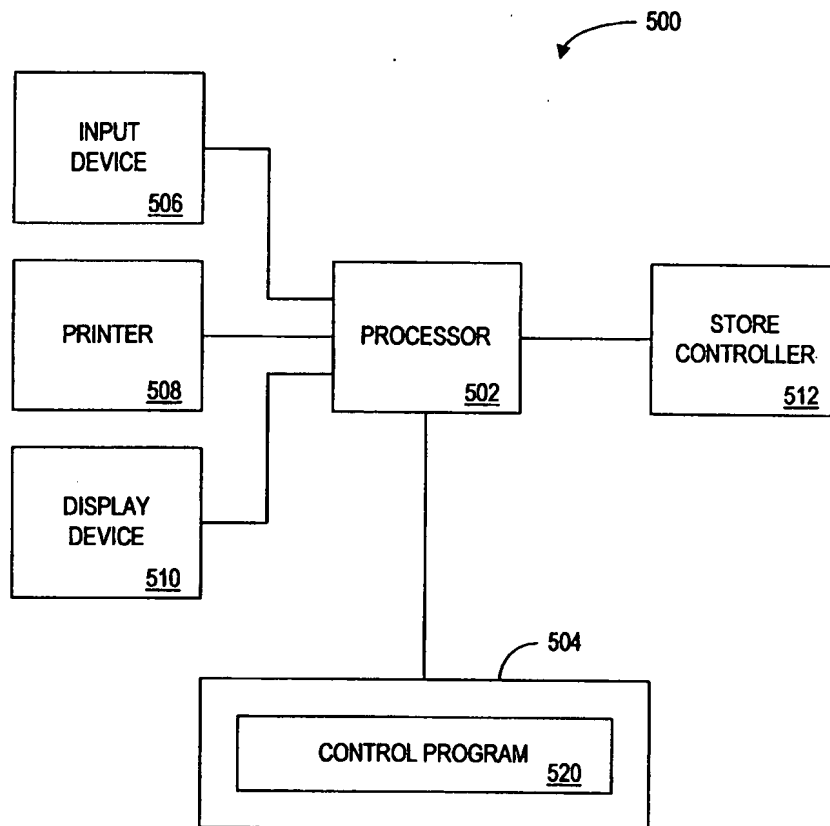 500
INPUT
DEVICE
506
PRINTER
508
DISPLAY
DEVICE
510
PROCESSOR
502
STORE
CONTROLLER
512
504
CONTROL PROGRAM
520